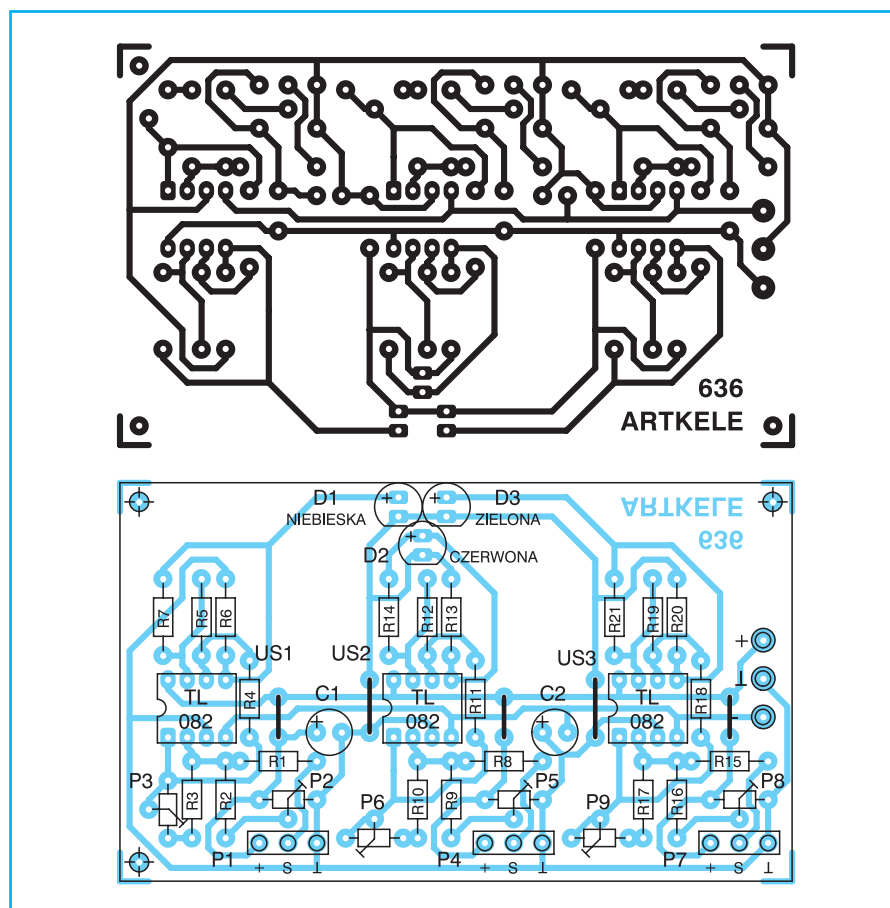 636
ARTKELE
D1
D3
ARTKELE
NIEBIESKA
ZIELONA
636
D2
CZERWONA
R7
R5
R6
R14
R12
R13
R21
R19
R20
US1
US2
US3
+
TL
082
R4
C1
TL
082
R11
C2
TL
082
R18
⊥
-
P3
R3
R2
R1
P2
P6
R10
R9
R8
P5
P9
R17
R16
R15
P8
P1
+ S ⊥
P4
+ S ⊥
P7
+ S ⊥